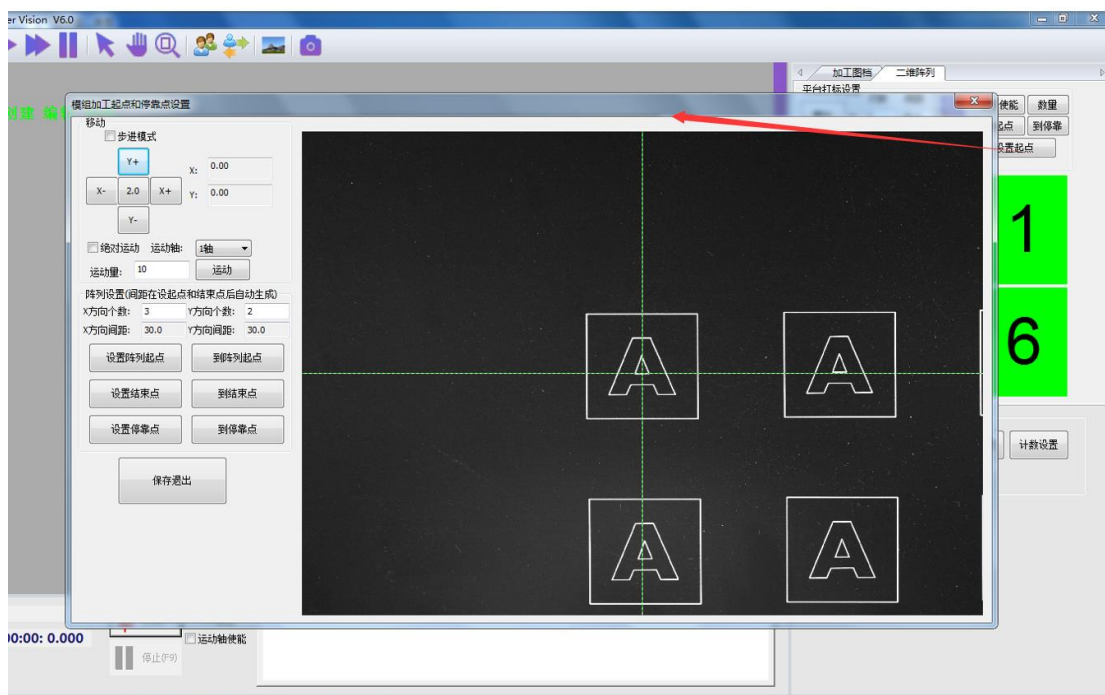 er Vision V6.0
加工图档 二维阵列
平台打标设置
创建 编辑
模组加工起点和停靠点设置
使能 数量
起点 到停靠
设置起点
移动
步进模式
Y+
X: 0.00
X- 2.0 X+
Y: 0.00
Y-
绝对运动 运动轴: 1轴
运动量: 10 运动
阵列设置(间距在设起点和结束点后自动生成)
X方向个数: 3 Y方向个数: 2
X方向间距: 30.0 Y方向间距: 30.0
设置阵列起点 到阵列起点
设置结束点 到结束点
设置停靠点 到停靠点
保存退出
A A
A A
1
6
计数设置
00:00: 0.000
运动轴使能
停止(F9)